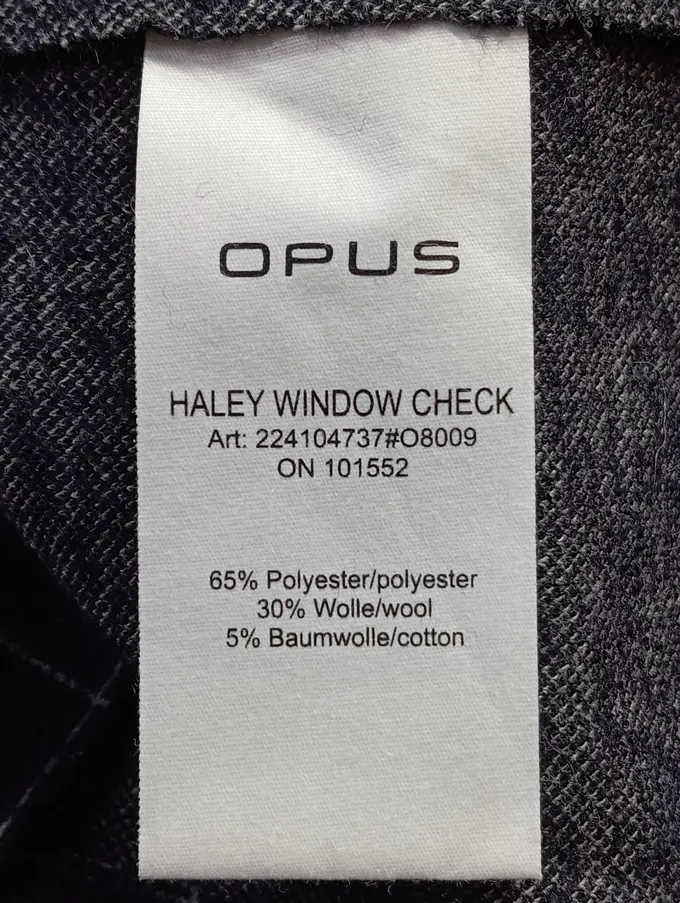 OPUS
HALEY WINDOW CHECK
Art: 224104737#O8009
ON 101552
65% Polyester/polyester
30% Wolle/wool
5% Baumwolle/cotton